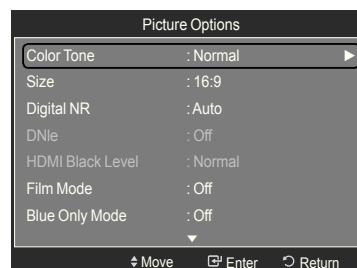 Picture Options
Color Tone : Normal ►
Size : 16:9
Digital NR : Auto
DNIe : Off
HDMI Black Level : Normal
Film Mode : Off
Blue Only Mode : Off
▼
Move Enter Return